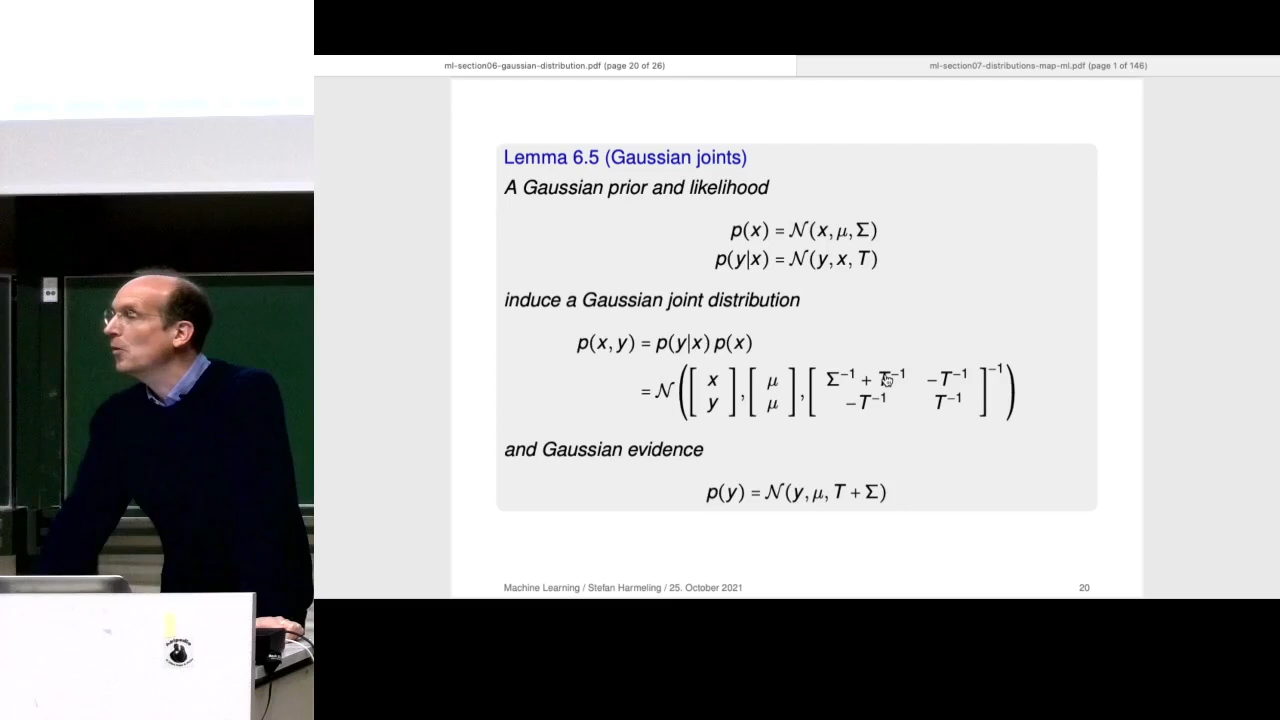 ml-section06-gaussian-distribution.pdf (page 20 of 26)
ml-section07-distributions-map-ml.pdf (page 1 of 146)
Lemma 6.5 (Gaussian joints)
A Gaussian prior and likelihood
p(x) = 𝒩(x, μ, Σ)
p(y|x) = 𝒩(y, x, T)
induce a Gaussian joint distribution
p(x, y) = p(y|x) p(x)
= 𝒩([x y], [μ μ], [Σ⁻¹ + T⁻¹ −T⁻¹ −T⁻¹ T⁻¹]⁻¹)
and Gaussian evidence
p(y) = 𝒩(y, μ, T + Σ)
Machine Learning / Stefan Harmeling / 25. October 2021
20